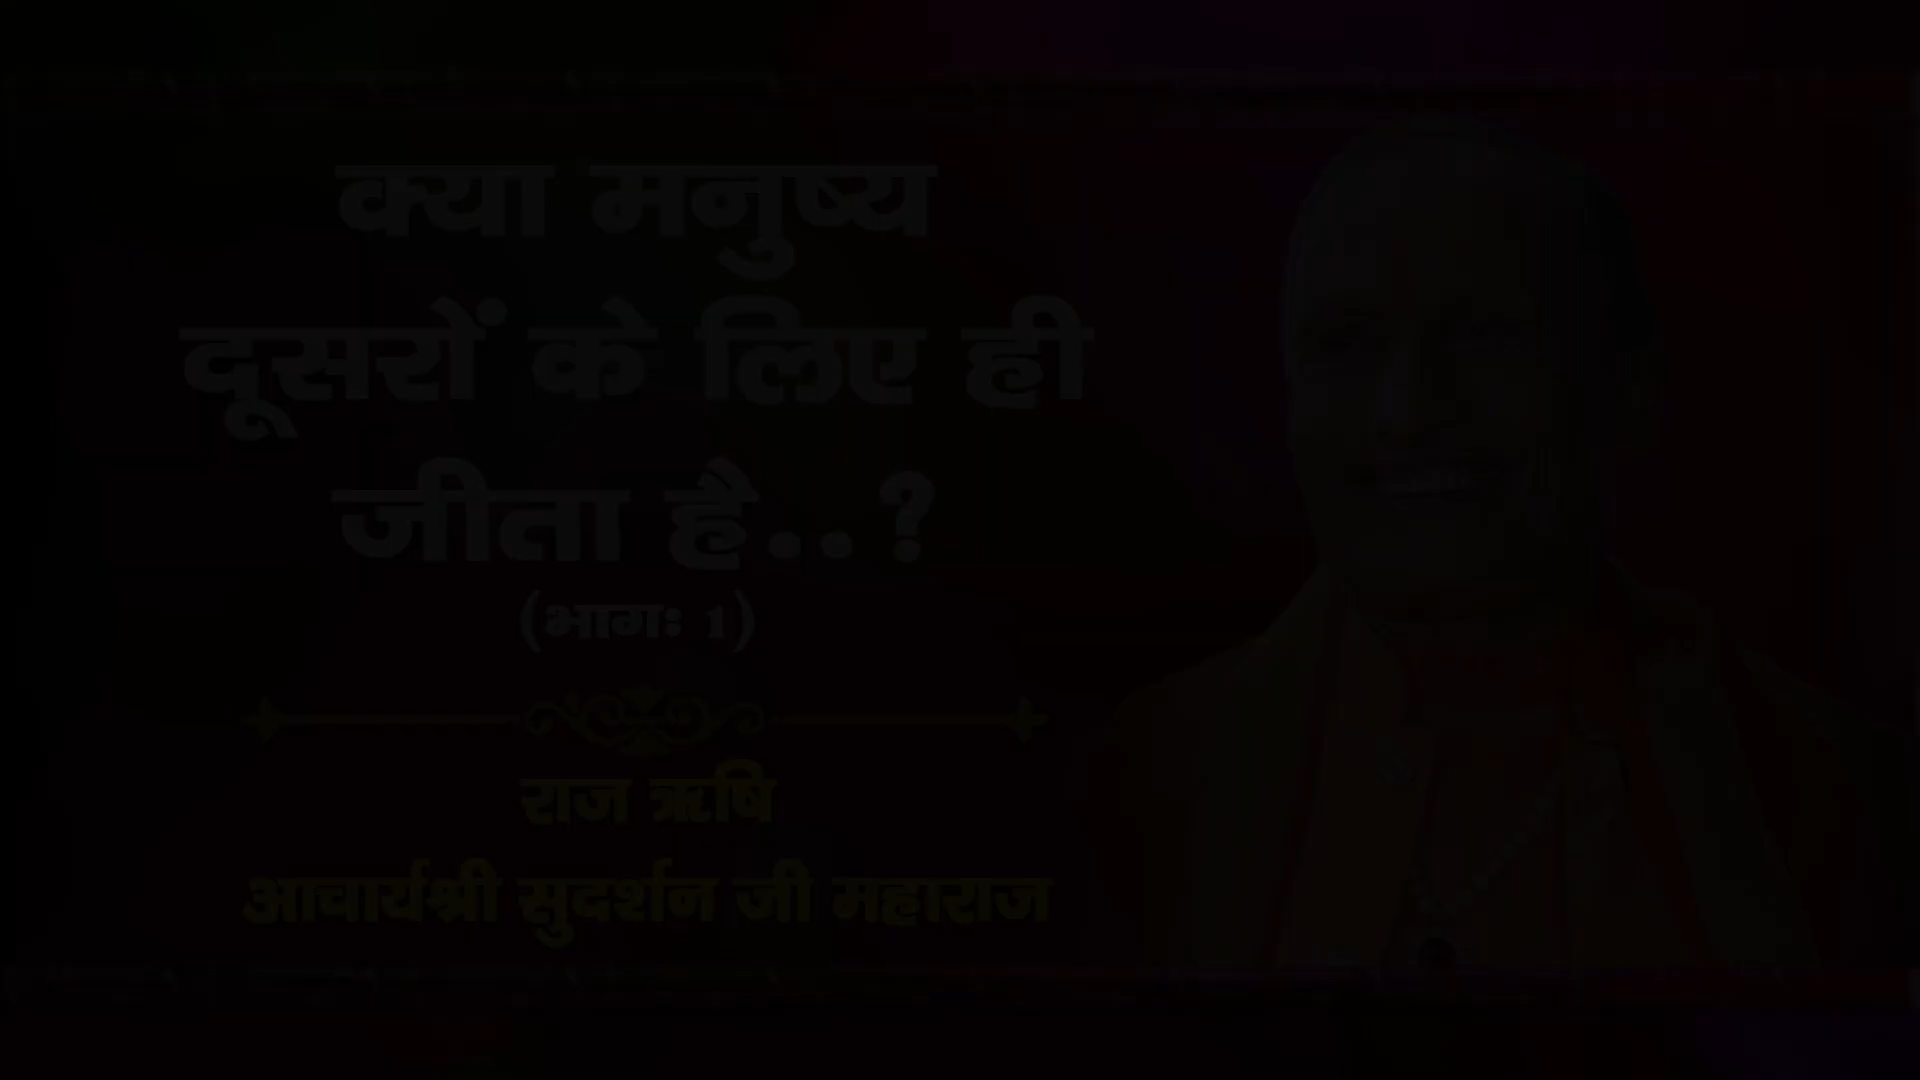 क्या मनुष्य
दूसरों के लिए ही
जीता है..?
(भागः 1)
राज ऋषि
आचार्यश्री सुदर्शन जी महाराज